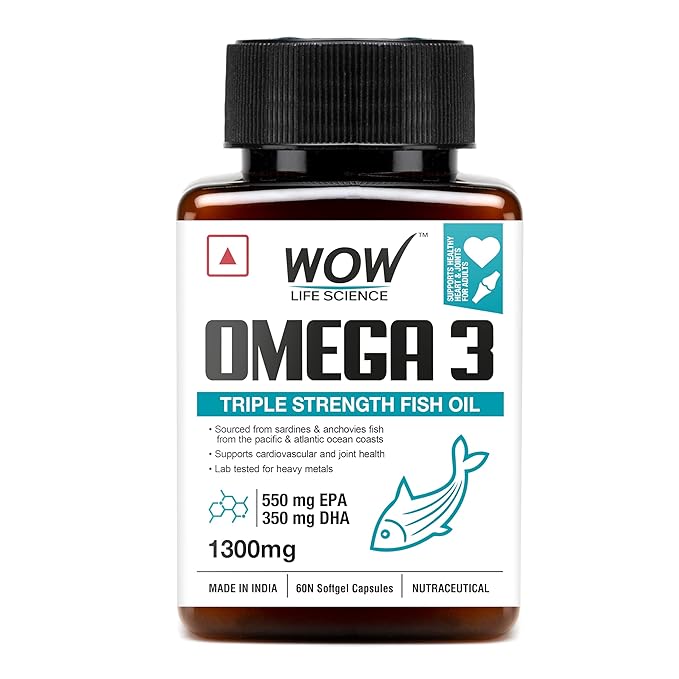 WOW™
LIFE SCIENCE
SUPPORTS HEALTHY
HEART & JOINTS
FOR ADULTS
OMEGA 3
TRIPLE STRENGTH FISH OIL
• Sourced from sardines & anchovies fish
from the pacific & atlantic ocean coasts
• Supports cardiovascular and joint health
• Lab tested for heavy metals
550 mg EPA
350 mg DHA
1300mg
MADE IN INDIA | 60N Softgel Capsules | NUTRACEUTICAL